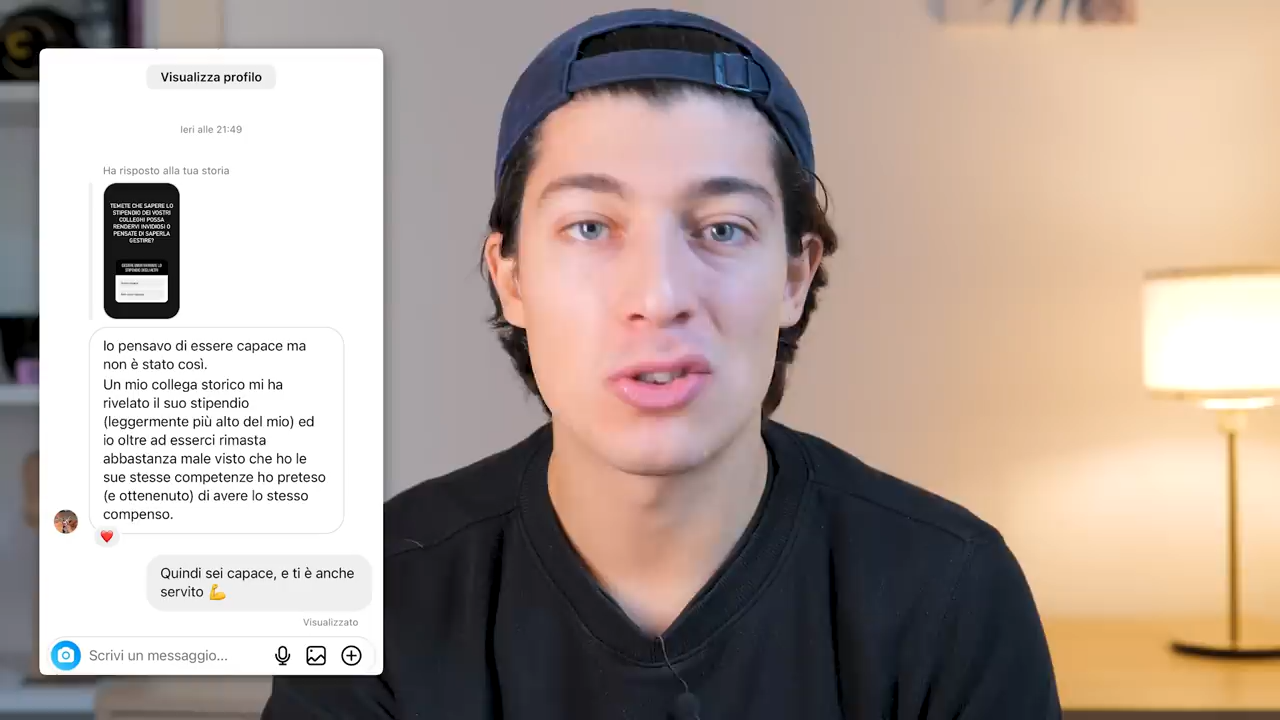 Visualizza profilo
Ieri alle 21:49
Ha risposto alla tua storia
TEMETE CHE SAPERE LO
STIPENDIO DEI VOSTRI
COLLEGHI POSSA
RENDERVI INVIDIOSI O
PENSATE DI SAPERLA
GESTIRE?
Io pensavo di essere capace ma
non è stato così.
Un mio collega storico mi ha
rivelato il suo stipendio
(leggermente più alto del mio) ed
io oltre ad esserci rimasta
abbastanza male visto che ho le
sue stesse competenze ho preteso
(e ottenenuto) di avere lo stesso
compenso.
Quindi sei capace, e ti è anche
servito 💪
Visualizzato
Scrivi un messaggio...